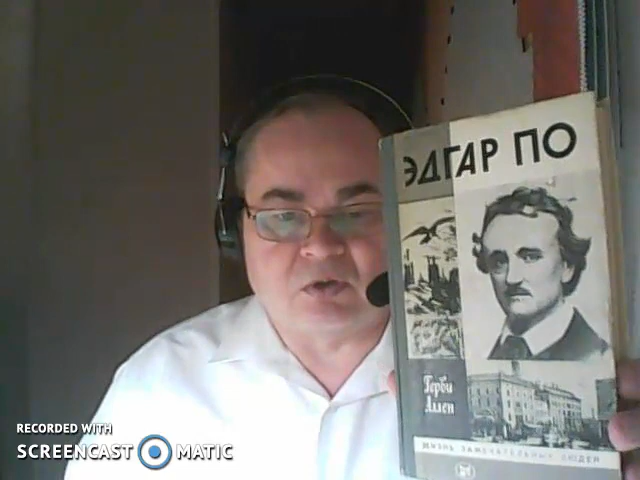 ЭДГАР ПО
Герви
Аллен
ЖИЗНЬ ЗАМЕЧАТЕЛЬНЫХ ЛЮДЕЙ
RECORDED WITH
SCREENCAST MATIC